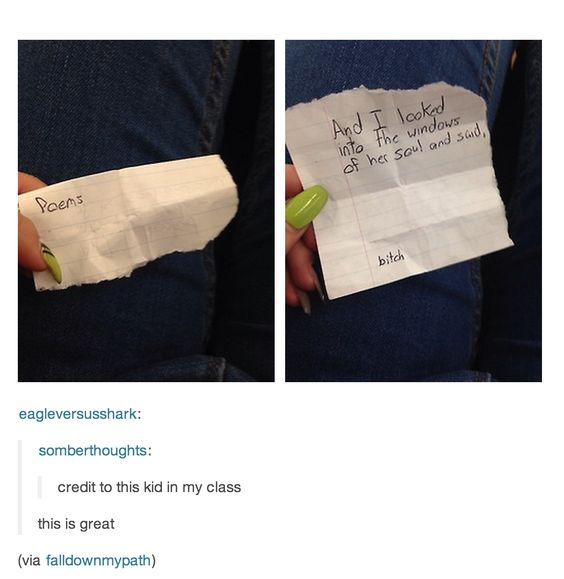 Poems
And I looked
into the windows
of her soul and said,
bitch
eagleversusshark:
somberthoughts:
credit to this kid in my class
this is great
(via falldownmypath)